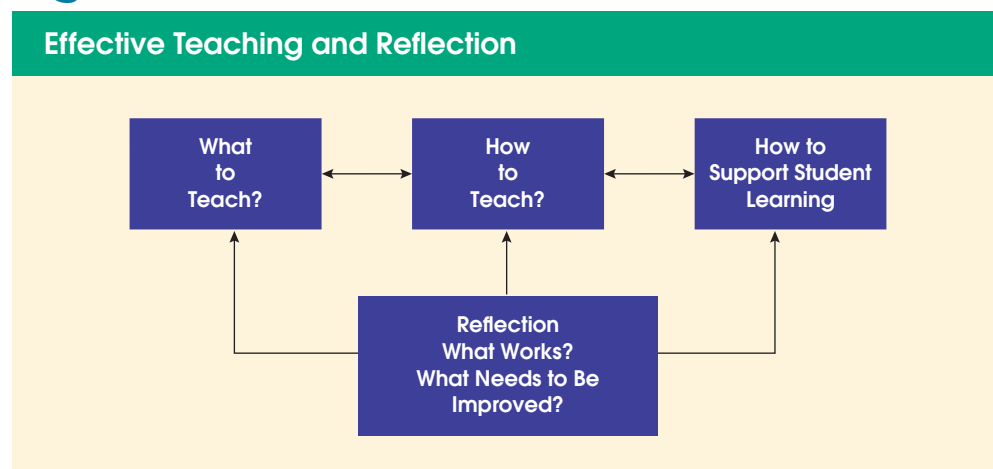 Effective Teaching and Reflection
What
to
Teach?
How
to
Teach?
How to
Support Student
Learning
Reflection
What Works?
What Needs to Be
Improved?